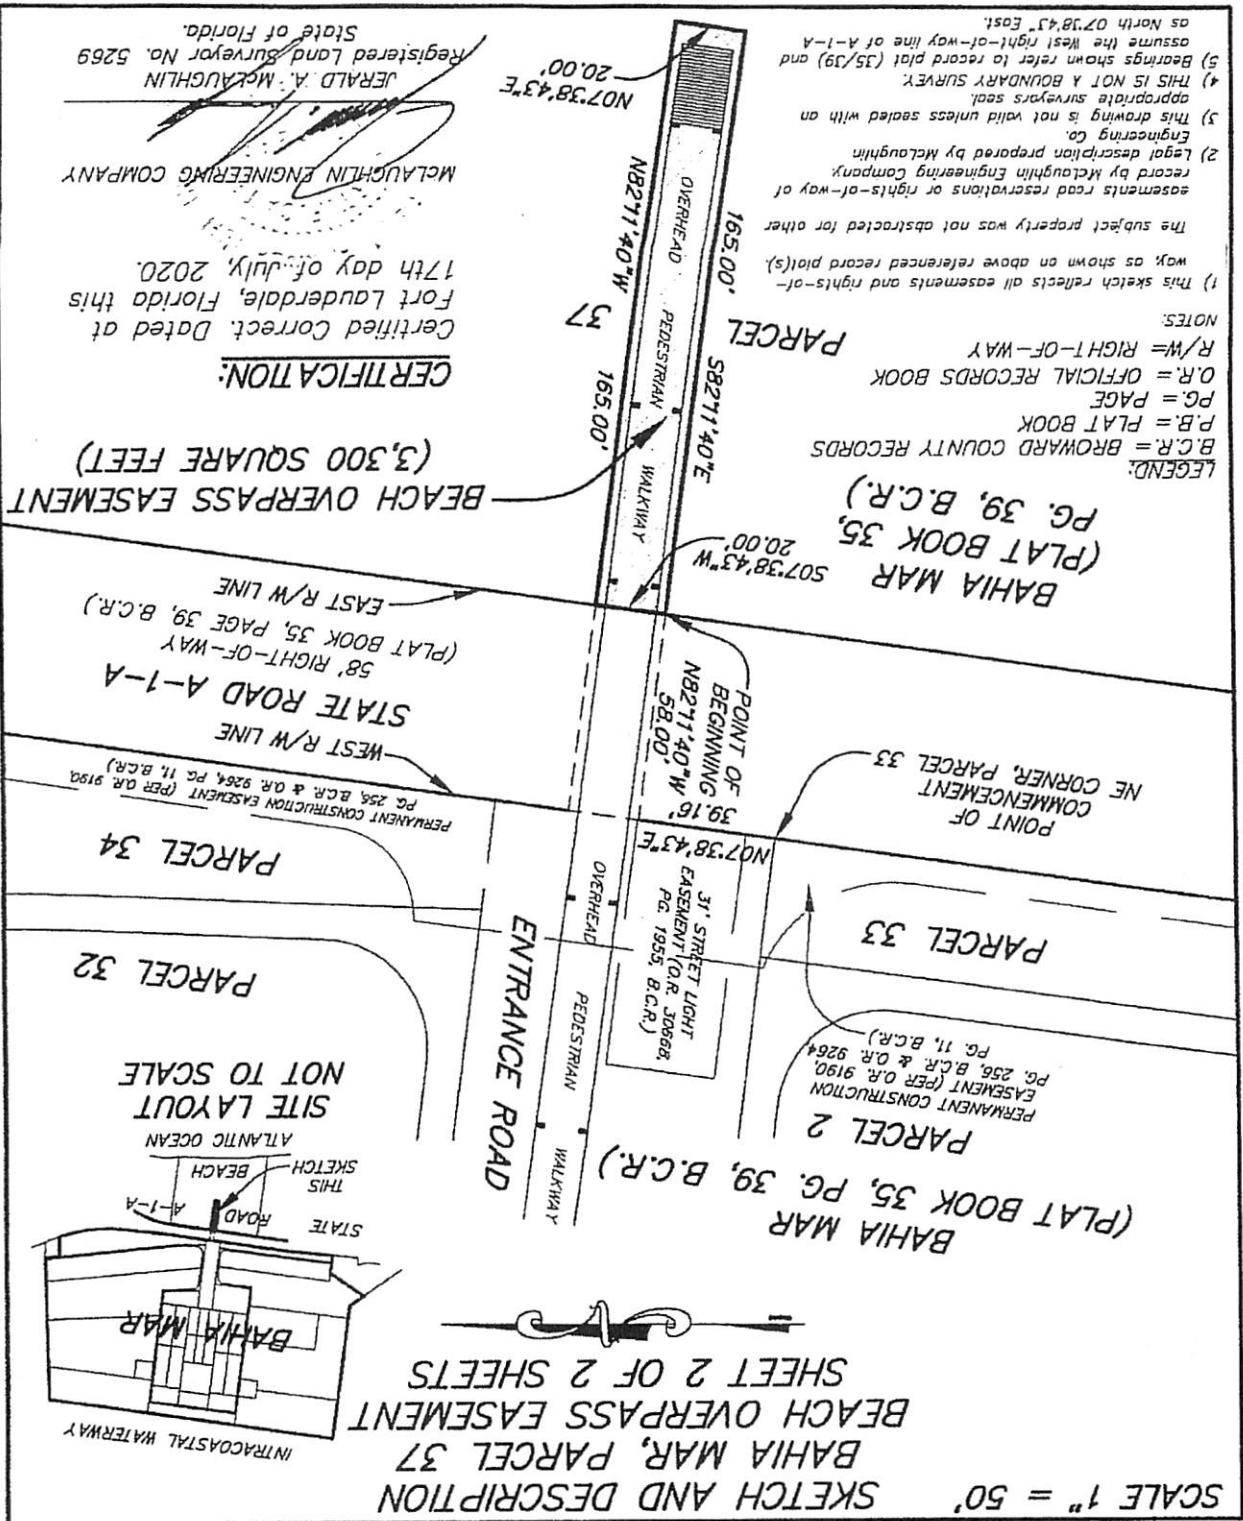 SCALE 1" = 50'
SKETCH AND DESCRIPTION
BAHIA MAR, PARCEL 37
BEACH OVERPASS EASEMENT
SHEET 2 OF 2 SHEETS
INTRACOASTAL WATERWAY
BAHIA MAR
STATE
ROAD
A-1-A
THIS
SKETCH
BEACH
ATLANTIC OCEAN
SITE LAYOUT
NOT TO SCALE
BAHIA MAR
(PLAT BOOK 35, PG. 39, B.C.R.)
PARCEL 2
PERMANENT CONSTRUCTION
EASEMENT (PER O.R. 9190,
PG. 256, B.C.R. & O.R. 9264
PG. 11, B.C.R.)
WALKWAY
PEDESTRIAN
OVERHEAD
ENTRANCE ROAD
31' STREET LIGHT
EASEMENT (O.R. 30668,
PG. 1955, B.C.R.)
PARCEL 32
PARCEL 33
PARCEL 34
PERMANENT CONSTRUCTION EASEMENT (PER O.R. 9190,
PG. 256, B.C.R. & O.R. 9264, PG. 11, B.C.R.)
POINT OF
COMMENCEMENT
NE CORNER, PARCEL 33
N07°38'43"E
39.16'
N82°11'40"W
58.00'
POINT OF
BEGINNING
WEST R/W LINE
STATE ROAD A-1-A
58' RIGHT-OF-WAY
(PLAT BOOK 35, PAGE 39, B.C.R.)
EAST R/W LINE
BAHIA MAR
(PLAT BOOK 35,
PG. 39, B.C.R.)
S07°38'43"W
20.00'
WALKWAY
PEDESTRIAN
OVERHEAD
S82°11'40"E
165.00'
PARCEL
37
165.00'
N82°11'40"W
N07°38'43"E
20.00'
BEACH OVERPASS EASEMENT
(3,300 SQUARE FEET)
LEGEND:
B.C.R.= BROWARD COUNTY RECORDS
P.B.= PLAT BOOK
PG.= PAGE
O.R.= OFFICIAL RECORDS BOOK
R/W= RIGHT-OF-WAY
NOTES:
1) This sketch reflects all easements and rights-of-
way, as shown on above referenced record plat(s).
The subject property was not abstracted for other
easements road reservations or rights-of-way of
record by McLaughlin Engineering Company.
2) Legal description prepared by McLaughlin
Engineering Co.
3) This drawing is not valid unless sealed with an
appropriate surveyors seal.
4) THIS IS NOT A BOUNDARY SURVEY.
5) Bearings shown refer to record plat (35/39) and
assume the West right-of-way line of A-1-A
as North 07°38'43" East.
CERTIFICATION:
Certified Correct. Dated at
Fort Lauderdale, Florida this
17th day of July, 2020.
McLAUGHLIN ENGINEERING COMPANY
JERALD A. McLAUGHLIN
Registered Land Surveyor No. 5269
State of Florida.